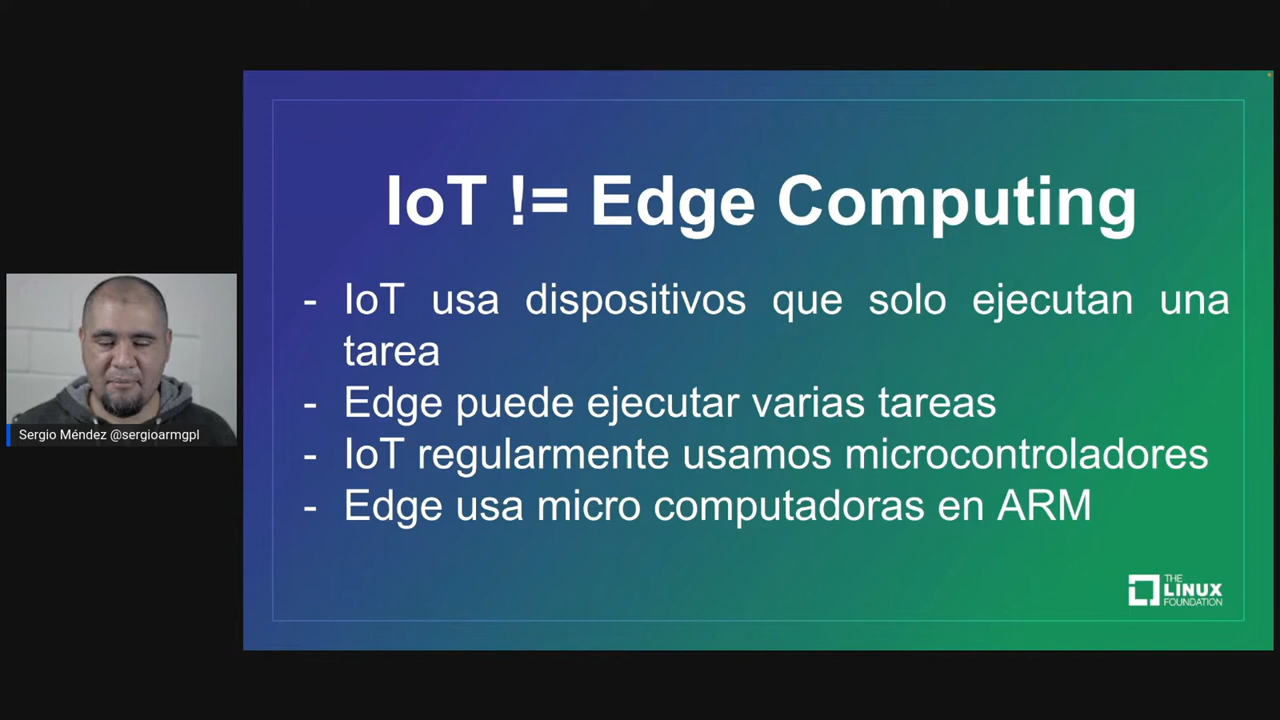 IoT != Edge Computing
- IoT usa dispositivos que solo ejecutan una
tarea
- Edge puede ejecutar varias tareas
- IoT regularmente usamos microcontroladores
- Edge usa micro computadoras en ARM
Sergio Méndez @sergioarmgpl
THE
LINUX
FOUNDATION